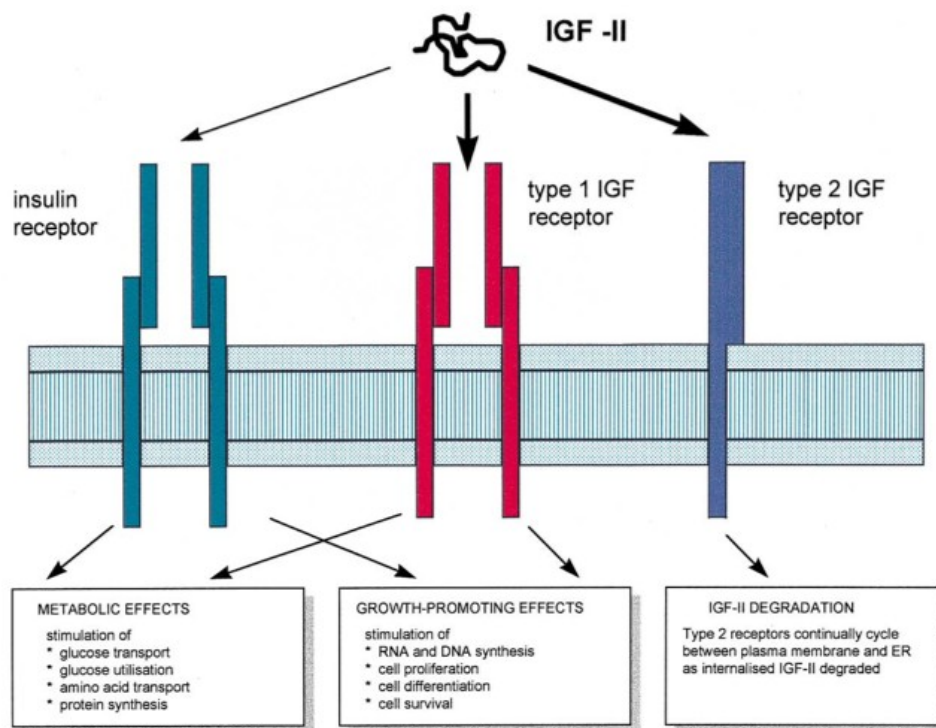 IGF -II
insulin
receptor
type 1 IGF
receptor
type 2 IGF
receptor
METABOLIC EFFECTS
stimulation of
* glucose transport
* glucose utilisation
* amino acid transport
* protein synthesis
GROWTH-PROMOTING EFFECTS
stimulation of
* RNA and DNA synthesis
* cell proliferation
* cell differentiation
* cell survival
IGF-II DEGRADATION
Type 2 receptors continually cycle
between plasma membrane and ER
as internalised IGF-II degraded